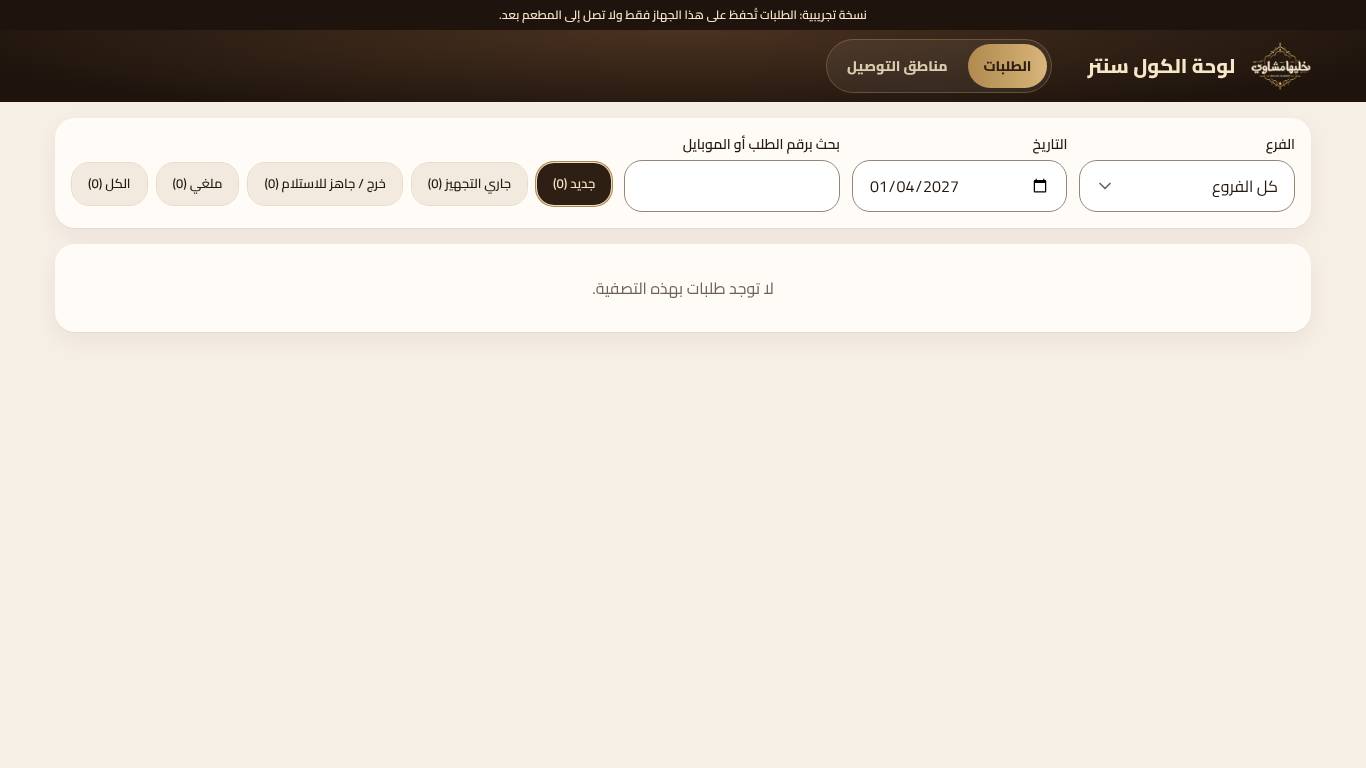 نسخة تجريبية: الطلبات تُحفظ على هذا الجهاز فقط ولا تصل إلى المطعم بعد.
خليها مشاوي
لوحة الكول سنتر
الطلبات
مناطق التوصيل
الفرع
التاريخ
بحث برقم الطلب أو الموبايل
كل الفروع
01/04/2027
جديد (0)
جاري التجهيز (0)
خرج / جاهز للاستلام (0)
ملغي (0)
الكل (0)
لا توجد طلبات بهذه التصفية.